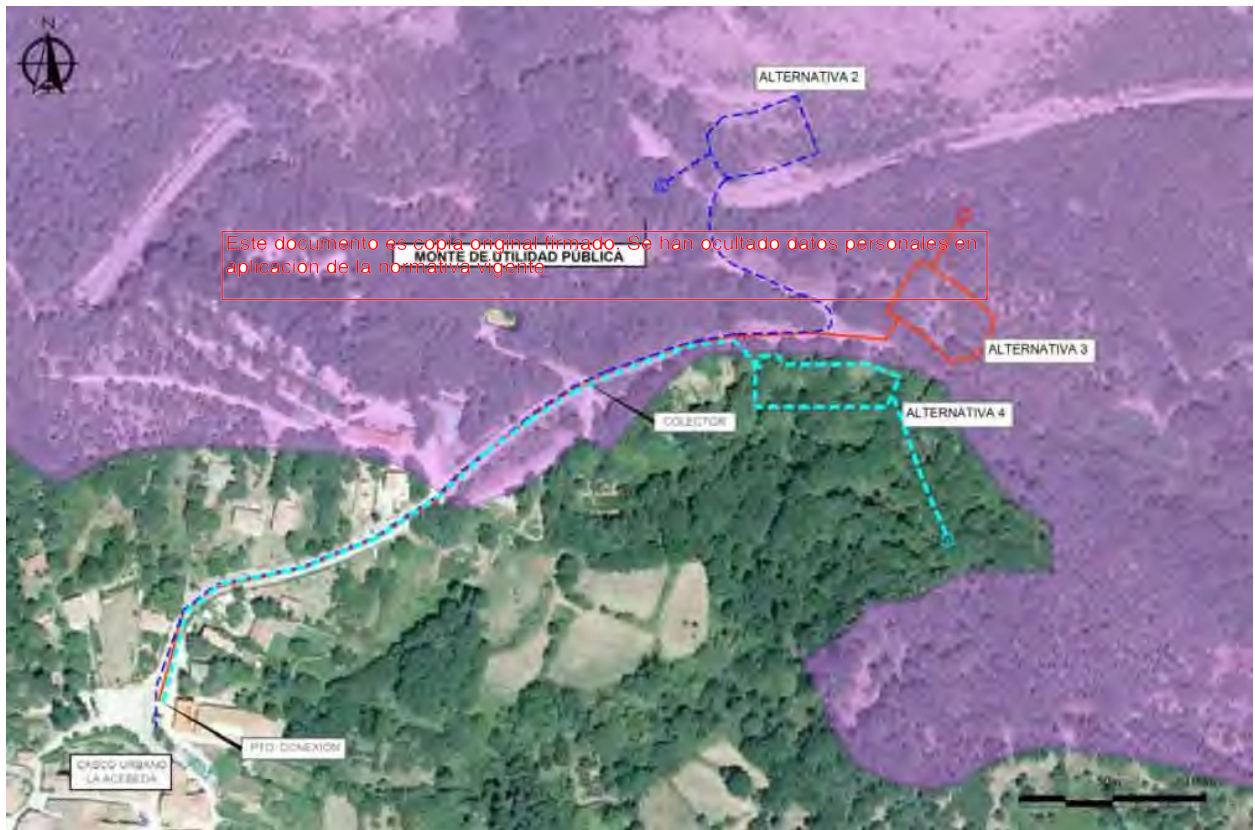 N
ALTERNATIVA 2
Este documento es copia original firmado. Se han ocultado datos personales en
aplicación de la normativa vigente
MONTE DE UTILIDAD PÚBLICA
ALTERNATIVA 3
ALTERNATIVA 4
COLECTOR
PTO. CONEXIÓN
CASCO URBANO
LA ACEBEDA